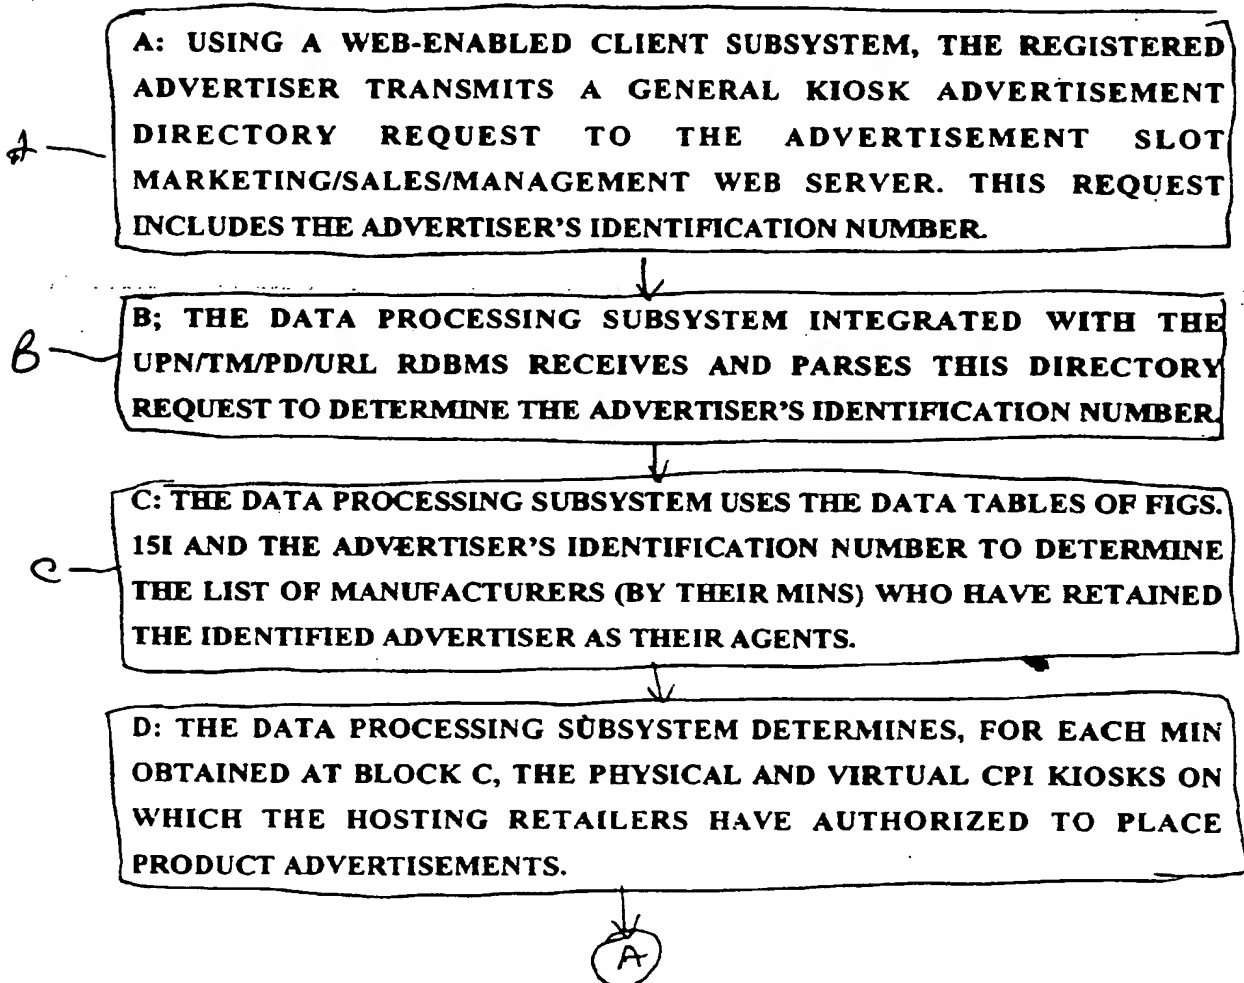 A: USING A WEB-ENABLED CLIENT SUBSYSTEM, THE REGISTERED
ADVERTISER TRANSMITS A GENERAL KIOSK ADVERTISEMENT
DIRECTORY REQUEST TO THE ADVERTISEMENT SLOT
MARKETING/SALES/MANAGEMENT WEB SERVER. THIS REQUEST
INCLUDES THE ADVERTISER'S IDENTIFICATION NUMBER.
A
B; THE DATA PROCESSING SUBSYSTEM INTEGRATED WITH THE
UPN/TM/PD/URL RDBMS RECEIVES AND PARSES THIS DIRECTORY
REQUEST TO DETERMINE THE ADVERTISER'S IDENTIFICATION NUMBER.
B
C: THE DATA PROCESSING SUBSYSTEM USES THE DATA TABLES OF FIGS.
15I AND THE ADVERTISER'S IDENTIFICATION NUMBER TO DETERMINE
THE LIST OF MANUFACTURERS (BY THEIR MINS) WHO HAVE RETAINED
THE IDENTIFIED ADVERTISER AS THEIR AGENTS.
C
D: THE DATA PROCESSING SUBSYSTEM DETERMINES, FOR EACH MIN
OBTAINED AT BLOCK C, THE PHYSICAL AND VIRTUAL CPI KIOSKS ON
WHICH THE HOSTING RETAILERS HAVE AUTHORIZED TO PLACE
PRODUCT ADVERTISEMENTS.
A